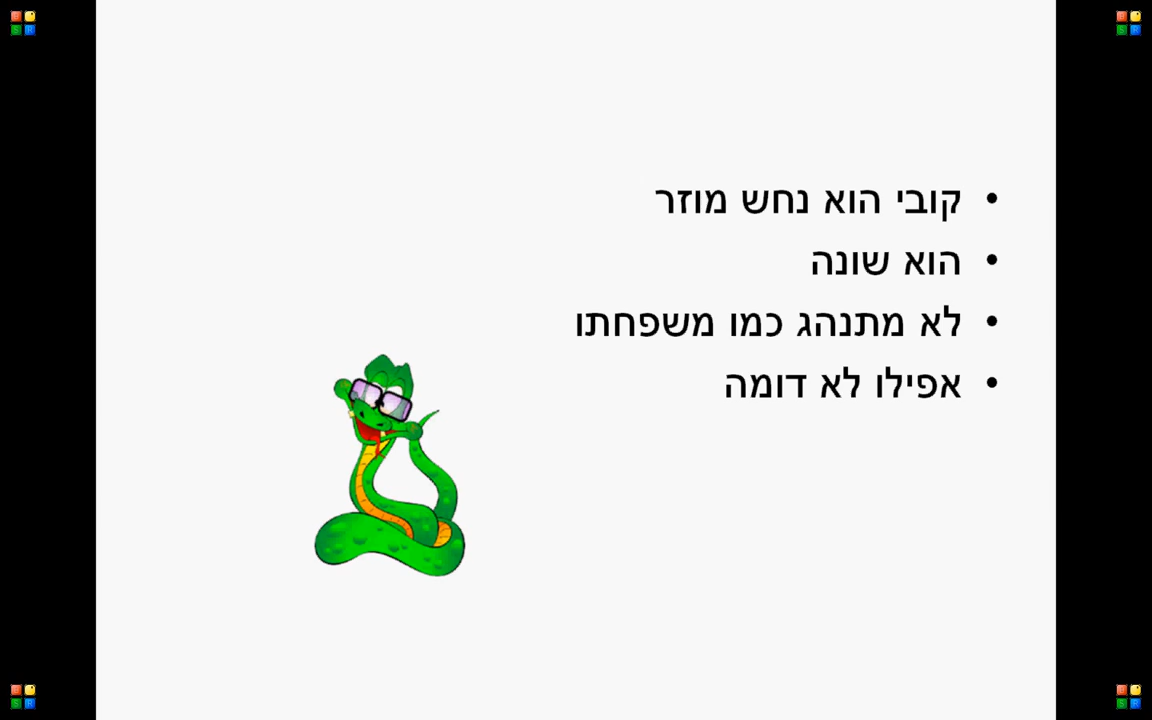 • קובי הוא נחש מוזר
• הוא שונה
• לא מתנהג כמו משפחתו
• אפילו לא דומה